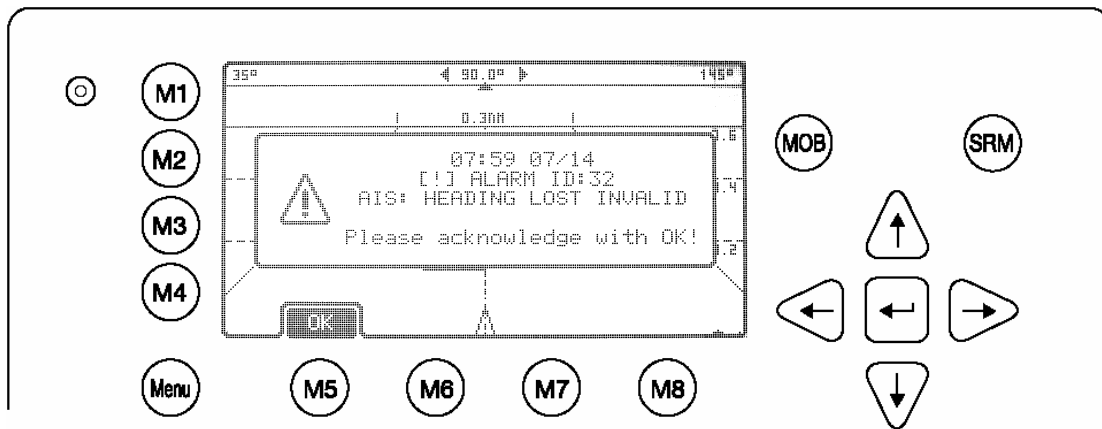 M1
M2
M3
M4
Menu
35° 90.0° 145°
0.3nM
07:59 07/14
[!] ALARM ID:32
AIS: HEADING LOST INVALID
Please acknowledge with OK!
OK
M5 M6 M7 M8
MOB SRM